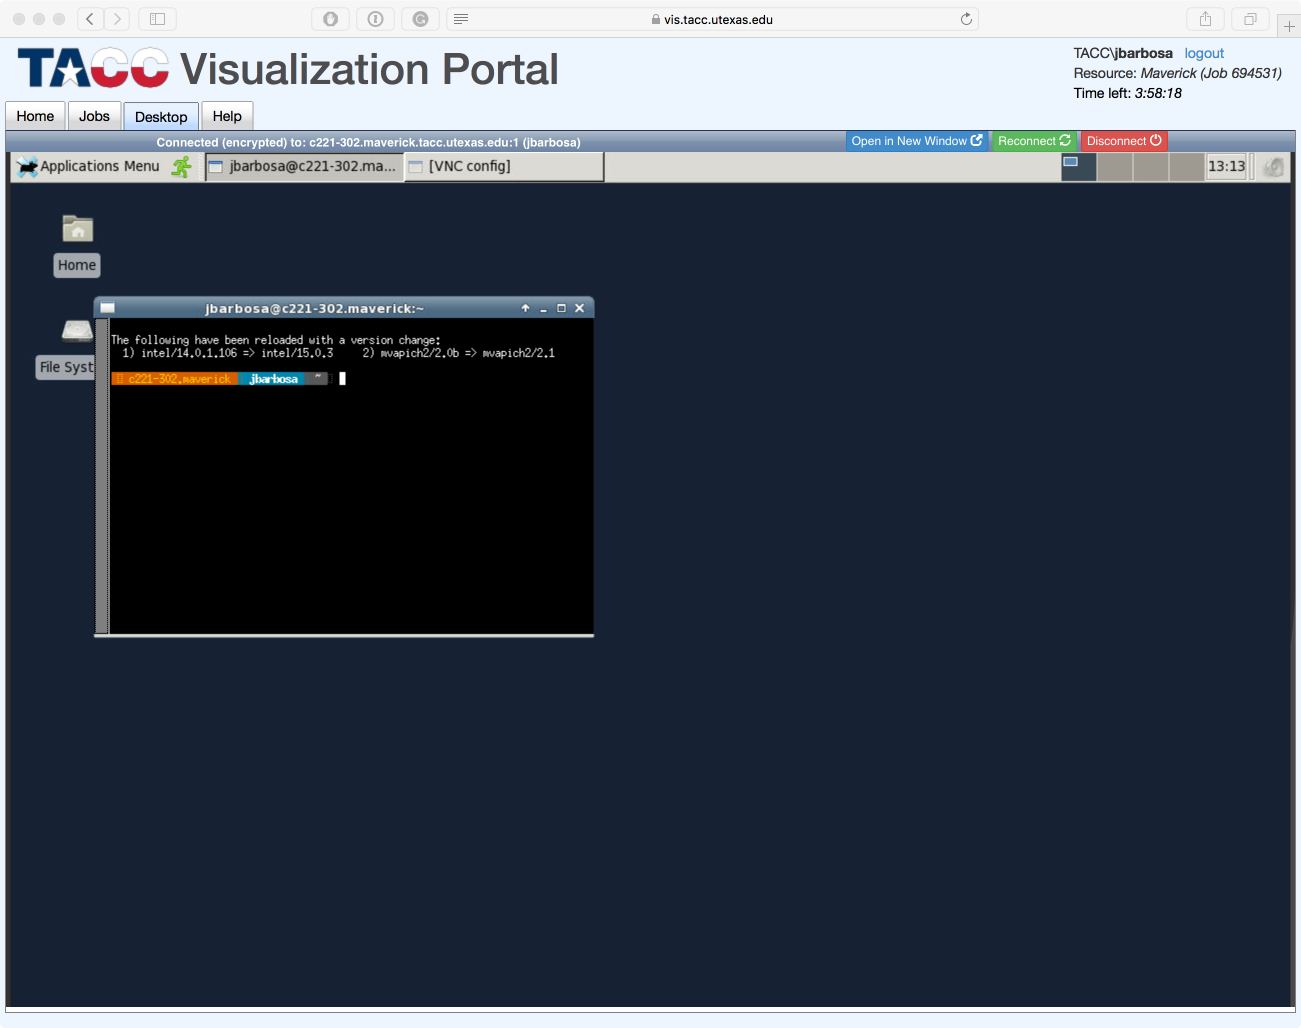 vis.tacc.utexas.edu
TACC Visualization Portal
TACC\jbarbosa logout
Resource: Maverick (Job 694531)
Time left: 3:58:18
Home Jobs Desktop Help
Connected (encrypted) to: c221-302.maverick.tacc.utexas.edu:1 (jbarbosa)
Open in New Window Reconnect Disconnect
Applications Menu jbarbosa@c221-302.ma... [VNC config] 13:13
Home
File Syst
jbarbosa@c221-302.maverick:~
The following have been reloaded with a version change:
1) intel/14.0.1.106 => intel/15.0.3 2) mvapich2/2.0b => mvapich2/2.1
c221-302.maverick jbarbosa ~